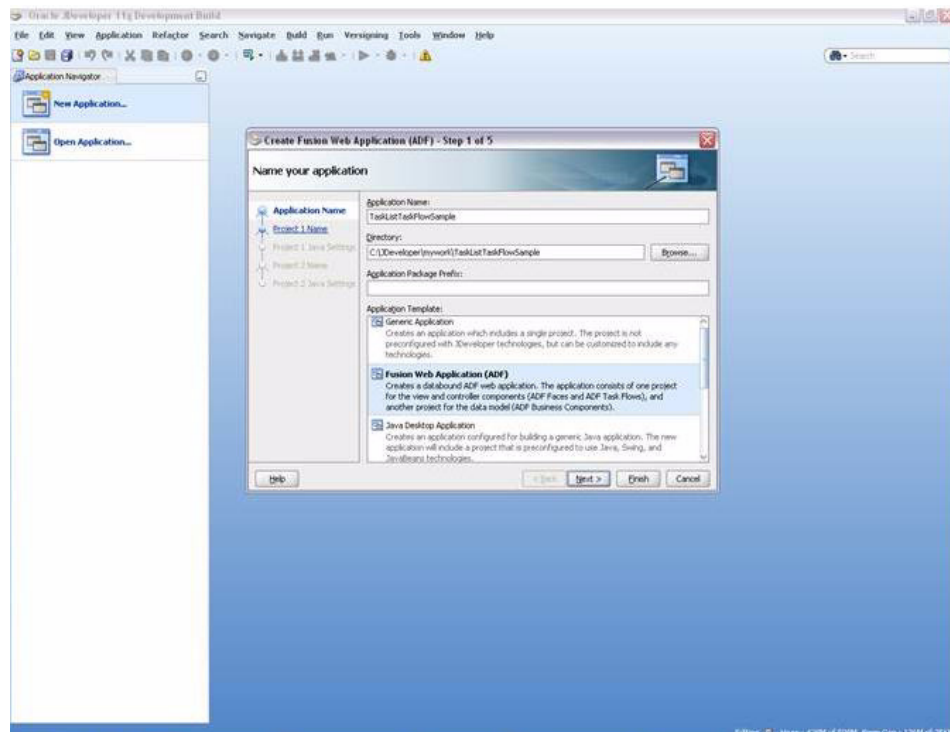 Oracle JDeveloper 11g Development Build
File Edit View Application Refactor Search Navigate Build Run Versioning Tools Window Help
Search
Application Navigator
New Application...
Open Application...
Create Fusion Web Application (ADF) - Step 1 of 5
Name your application
Application Name
Project 1 Name
Project 1 Java Settings
Project 2 Name
Project 2 Java Settings
Application Name:
TaskListTaskFlowSample
Directory:
C:\JDeveloper\mywork\TaskListTaskFlowSample
Browse...
Application Package Prefix:
Application Template:
Generic Application
Creates an application which includes a single project. The project is not
preconfigured with JDeveloper technologies, but can be customized to include any
technologies.
Fusion Web Application (ADF)
Creates a databound ADF web application. The application consists of one project
for the view and controller components (ADF Faces and ADF Task Flows), and
another project for the data model (ADF Business Components).
Java Desktop Application
Creates an application configured for building a generic Java application. The new
application will include a project that is preconfigured to use Java, Swing, and
JavaBeans technologies.
Help
< Back Next > Finish Cancel